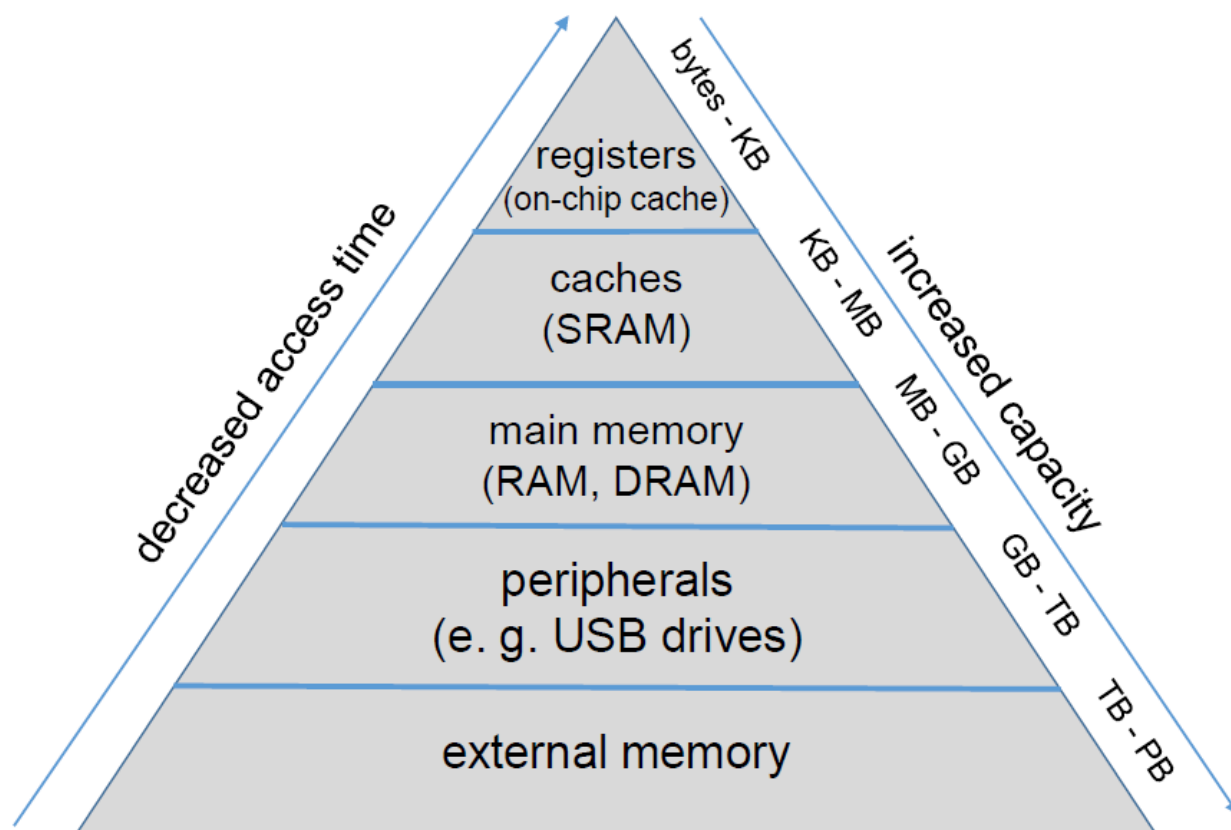 bytes - KB
registers
(on-chip cache)
decreased access time
KB - MB
increased capacity
caches
(SRAM)
MB - GB
main memory
(RAM, DRAM)
GB - TB
peripherals
(e. g. USB drives)
TB - PB
external memory